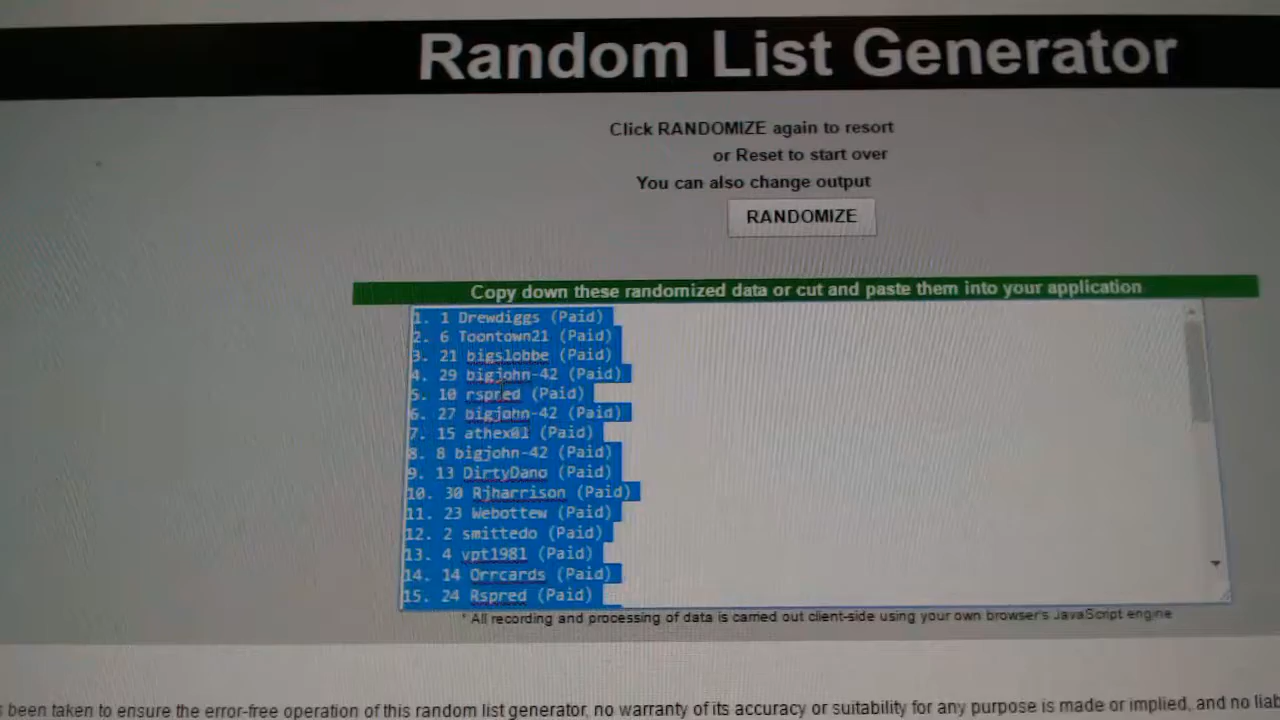 Random List Generator
Click RANDOMIZE again to resort
or Reset to start over
You can also change output
RANDOMIZE
Copy down these randomized data or cut and paste them into your application
1. 1 Drewdiggs (Paid)
2. 6 Toontown21 (Paid)
3. 21 bigslobbe (Paid)
4. 29 bigjohn-42 (Paid)
5. 10 rspred (Paid)
6. 27 bigjohn-42 (Paid)
7. 15 athex01 (Paid)
8. 8 bigjohn-42 (Paid)
9. 13 DirtyDano (Paid)
10. 30 Rjharrison (Paid)
11. 23 Webottew (Paid)
12. 2 smittedo (Paid)
13. 4 vpt1981 (Paid)
14. 14 Orrcards (Paid)
15. 24 Rspred (Paid)
* All recording and processing of data is carried out client-side using your own browser's JavaScript engine
been taken to ensure the error-free operation of this random list generator, no warranty of its accuracy or suitability for any purpose is made or implied, and no